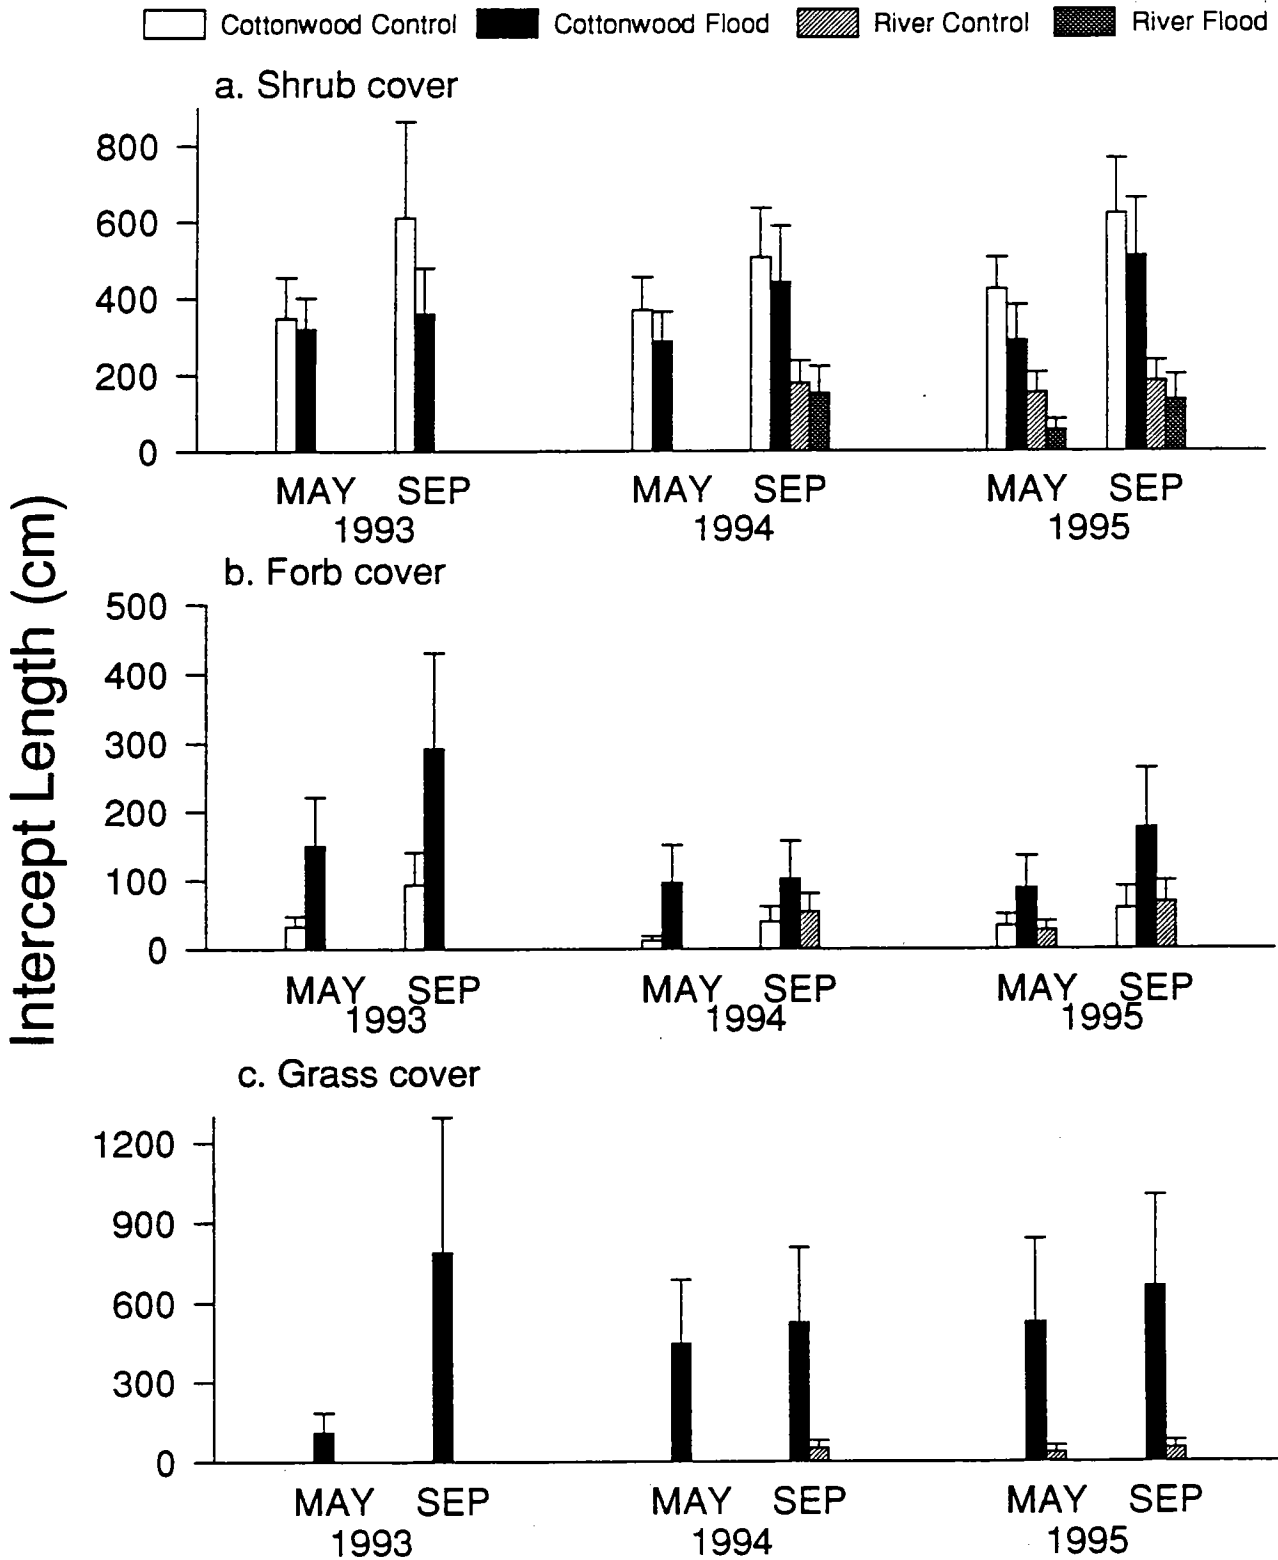 Cottonwood Control Cottonwood Flood River Control River Flood
a. Shrub cover
800
600
400
200
0
MAY SEP MAY SEP MAY SEP
1993 1994 1995
Intercept Length (cm)
b. Forb cover
500
400
300
200
100
0
MAY SEP MAY SEP MAY SEP
1993 1994 1995
c. Grass cover
1200
900
600
300
0
MAY SEP MAY SEP MAY SEP
1993 1994 1995